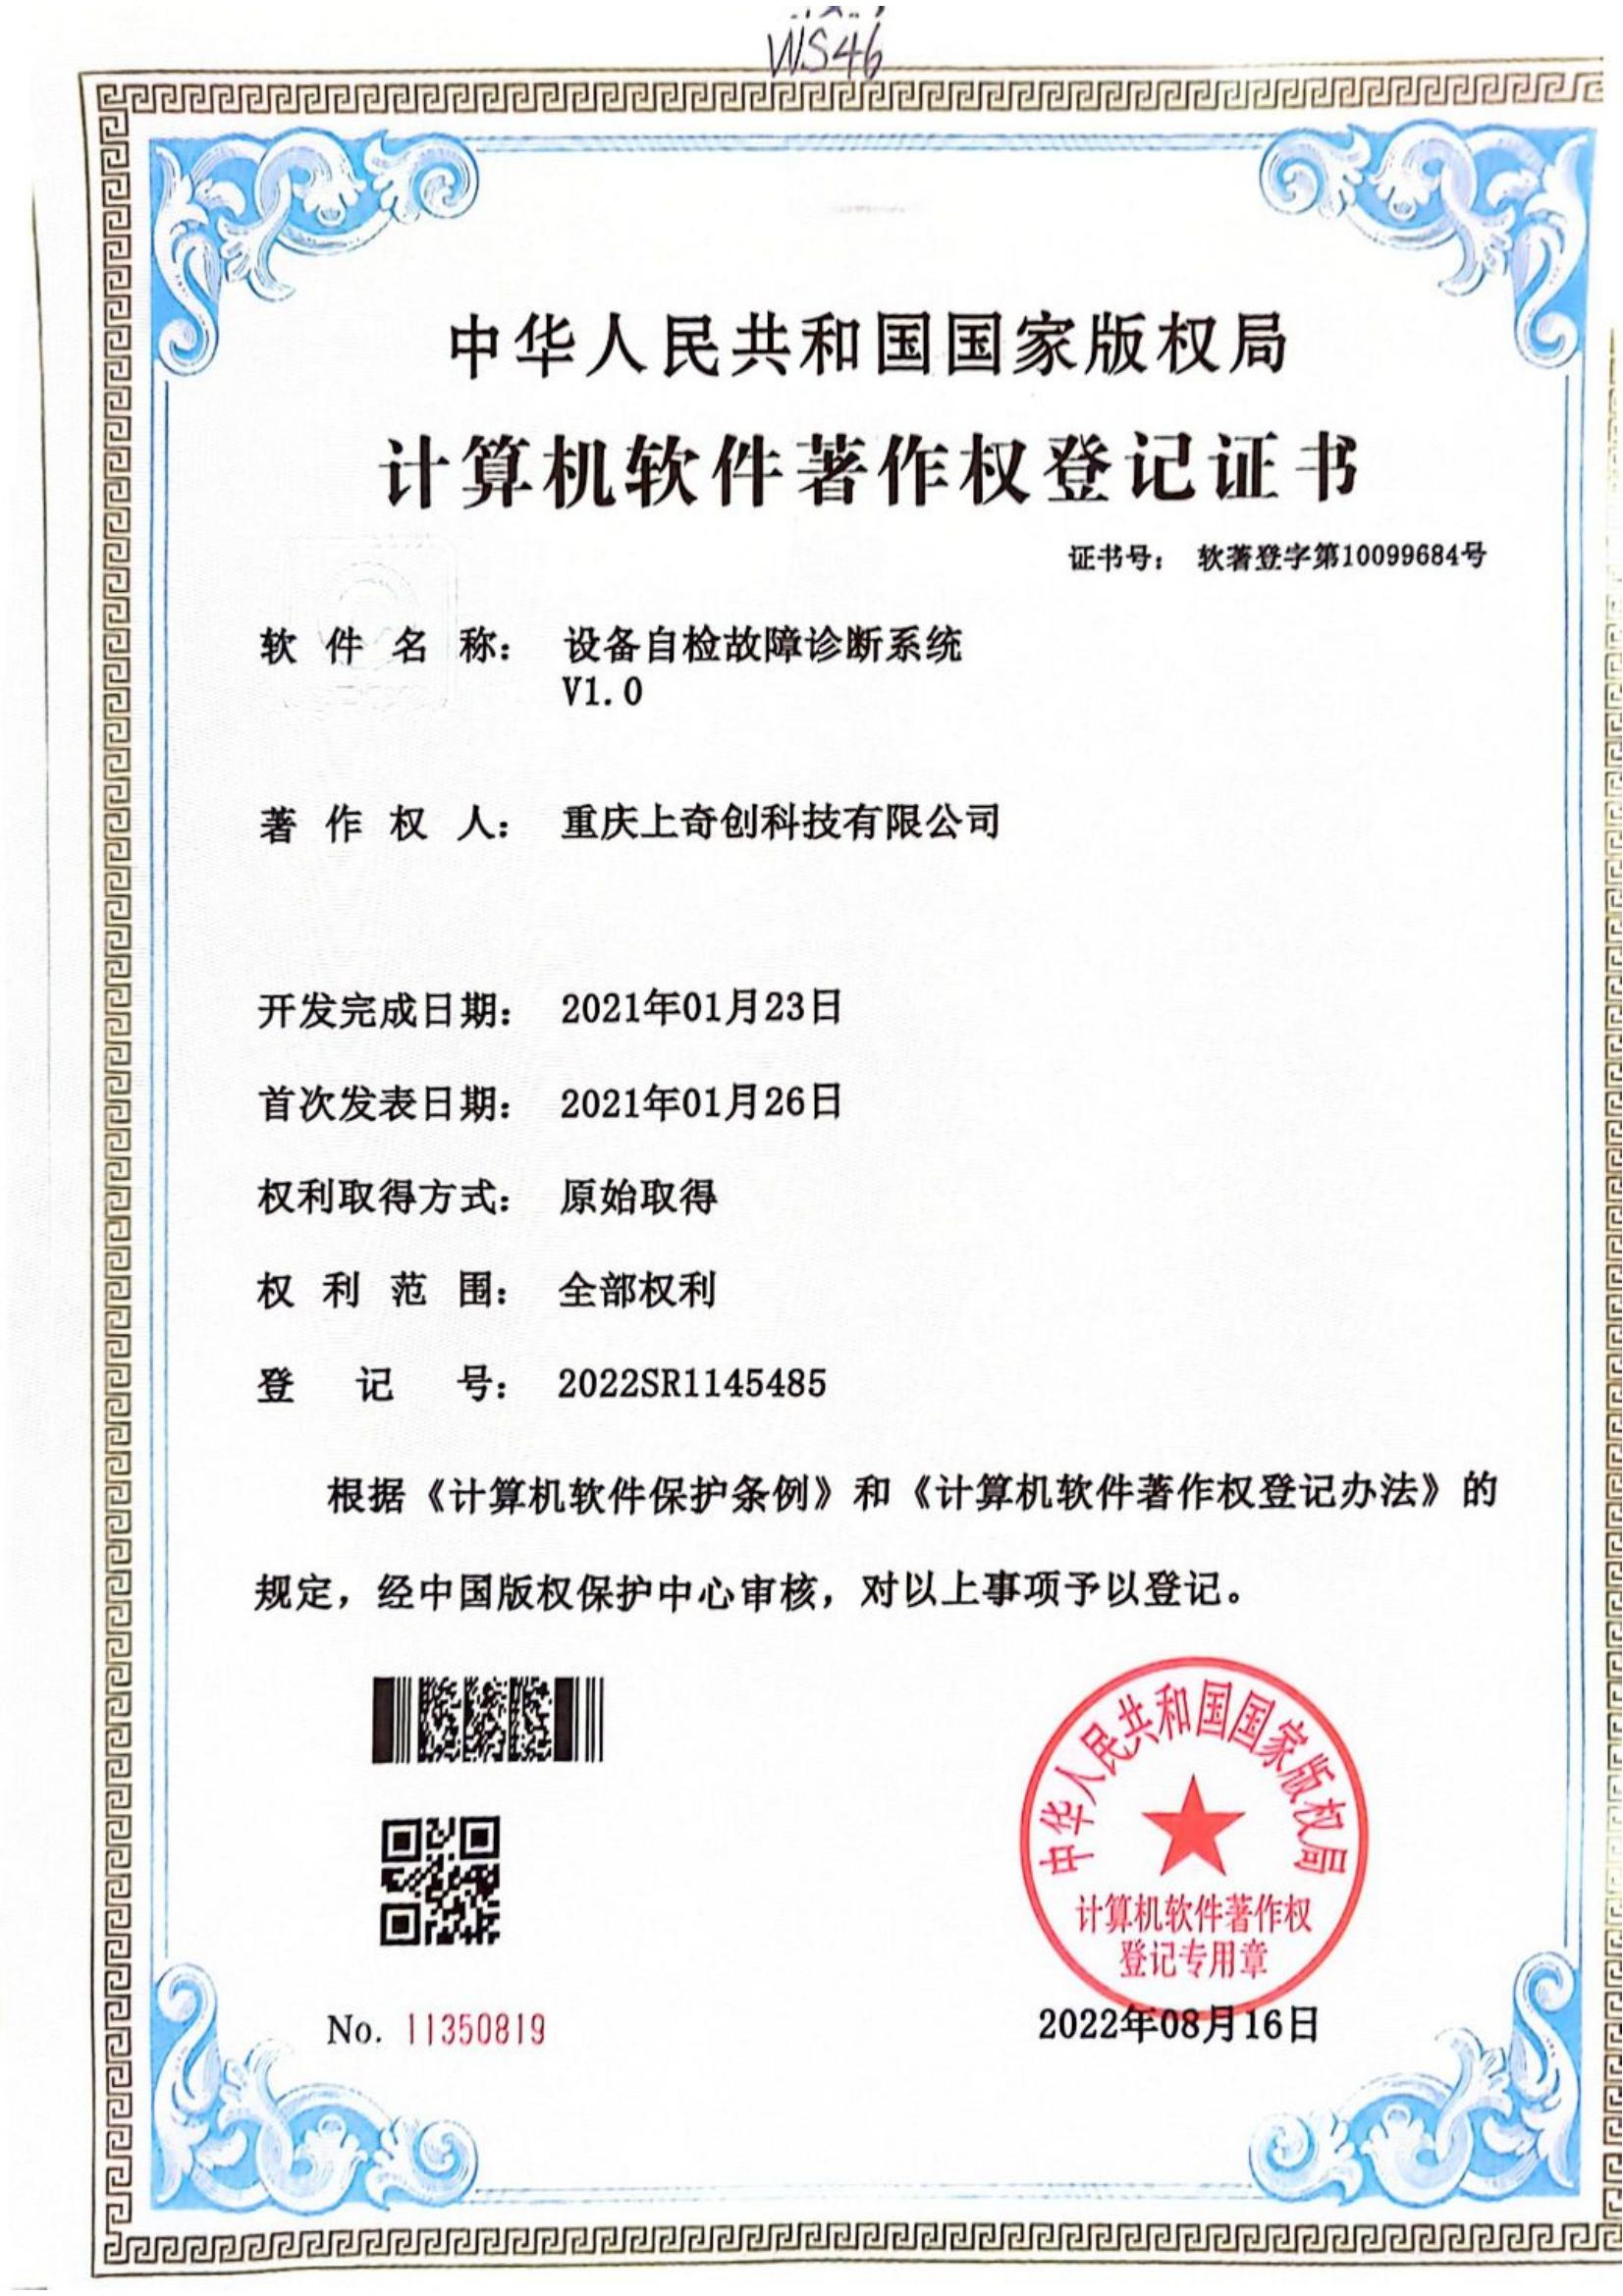 WS46
中华人民共和国国家版权局
计算机软件著作权登记证书
证书号： 软著登字第10099684号
软件名称： 设备自检故障诊断系统
V1.0
著作权人： 重庆上奇创科技有限公司
开发完成日期： 2021年01月23日
首次发表日期： 2021年01月26日
权利取得方式： 原始取得
权利范围： 全部权利
登记号： 2022SR1145485
根据《计算机软件保护条例》和《计算机软件著作权登记办法》的
规定，经中国版权保护中心审核，对以上事项予以登记。
中华人民共和国国家版权局
计算机软件著作权
登记专用章
No. 11350819
2022年08月16日